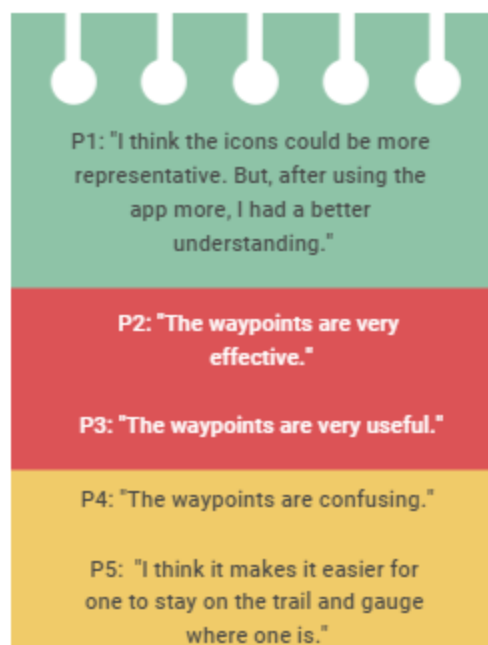 P1: "I think the icons could be more
representative. But, after using the
app more, I had a better
understanding."
P2: "The waypoints are very
effective."
P3: "The waypoints are very useful."
P4: "The waypoints are confusing."
P5:  "I think it makes it easier for
one to stay on the trail and gauge
where one is."